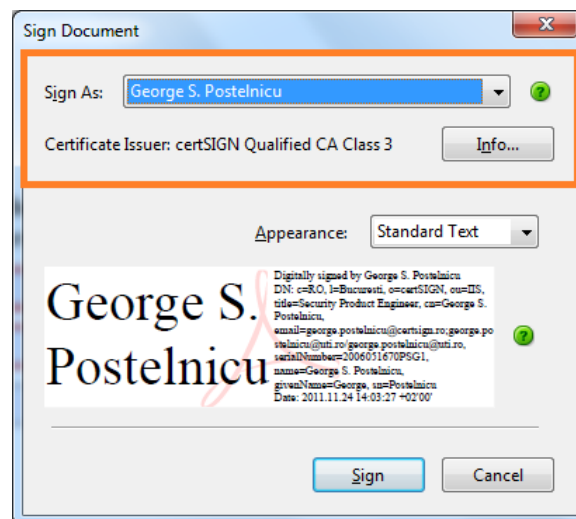 Sign Document
Sign As: George S. Postelnicu
Certificate Issuer: certSIGN Qualified CA Class 3 Info...
Appearance: Standard Text
George S.
Postelnicu
Digitally signed by George S. Postelnicu
DN: c=RO, l=Bucuresti, o=certSIGN, ou=IIS,
title=Security Product Engineer, cn=George S.
Postelnicu,
email=george.postelnicu@certsign.ro;george.po
stelnicu@uti.ro/george.postelnicu@uti.ro,
serialNumber=2006051670PSG1,
name=George S. Postelnicu,
givenName=George, sn=Postelnicu
Date: 2011.11.24 14:03:27 +02'00'
Sign Cancel